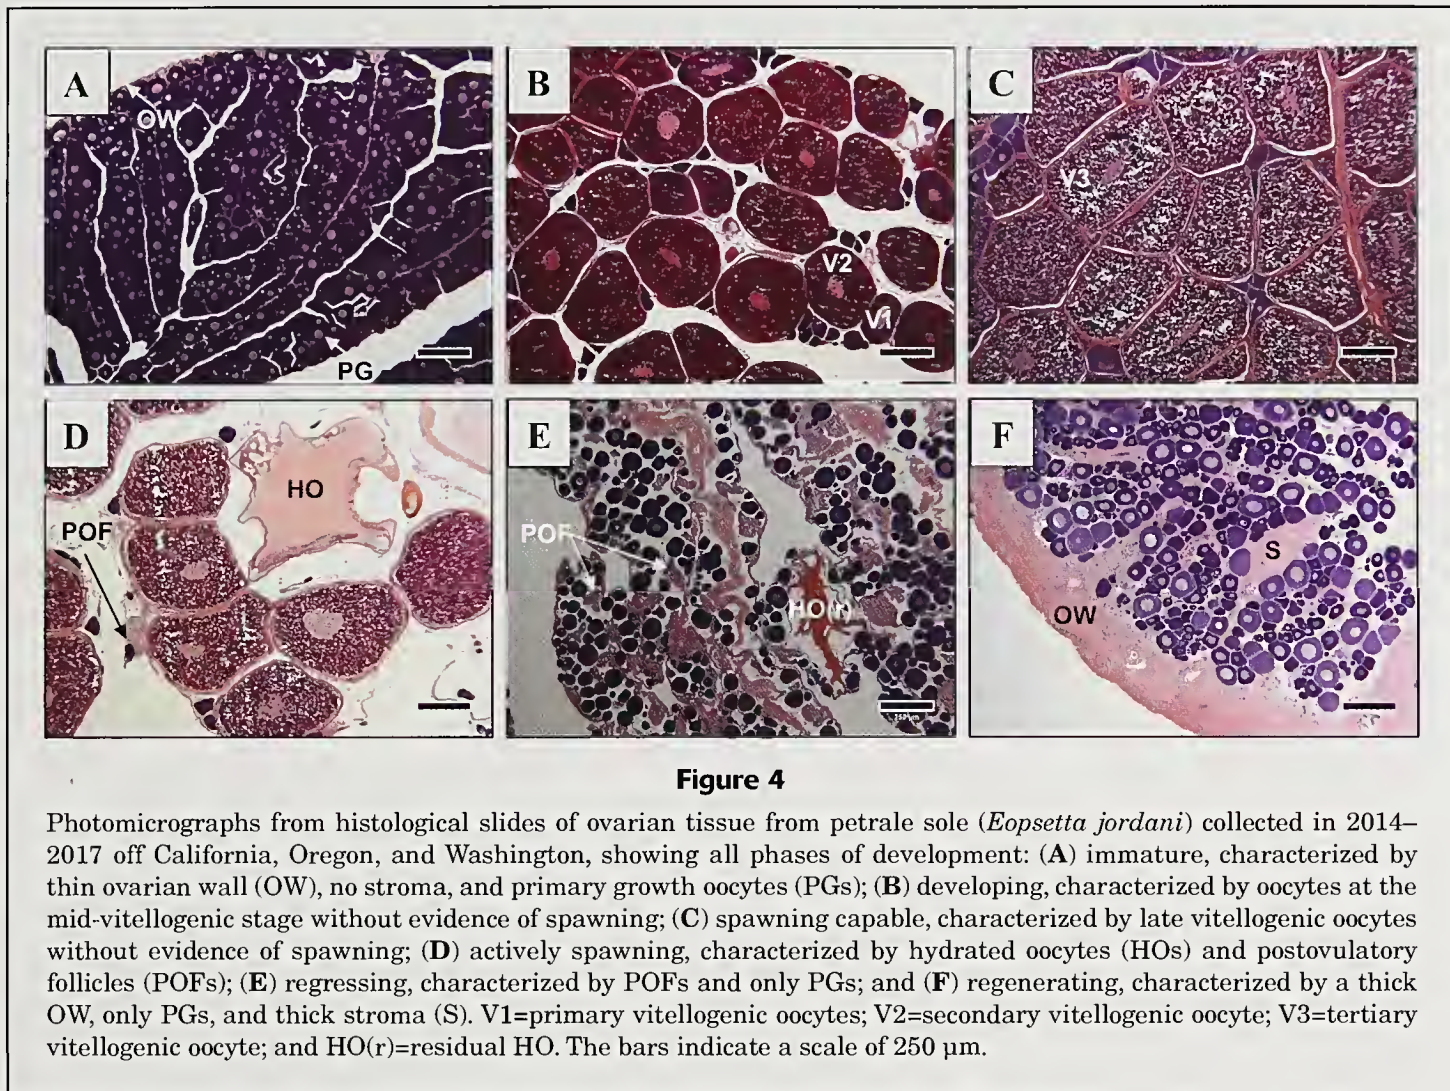 A
OW
PG
B
V2
V1
C
V3
D
HO
POF
E
POF
HO(r)
250 µm
F
S
OW
Figure 4
Photomicrographs from histological slides of ovarian tissue from petrale sole (Eopsetta jordani) collected in 2014–
2017 off California, Oregon, and Washington, showing all phases of development: (A) immature, characterized by
thin ovarian wall (OW), no stroma, and primary growth oocytes (PGs); (B) developing, characterized by oocytes at the
mid-vitellogenic stage without evidence of spawning; (C) spawning capable, characterized by late vitellogenic oocytes
without evidence of spawning; (D) actively spawning, characterized by hydrated oocytes (HOs) and postovulatory
follicles (POFs); (E) regressing, characterized by POFs and only PGs; and (F) regenerating, characterized by a thick
OW, only PGs, and thick stroma (S). V1=primary vitellogenic oocytes; V2=secondary vitellogenic oocyte; V3=tertiary
vitellogenic oocyte; and HO(r)=residual HO. The bars indicate a scale of 250 µm.